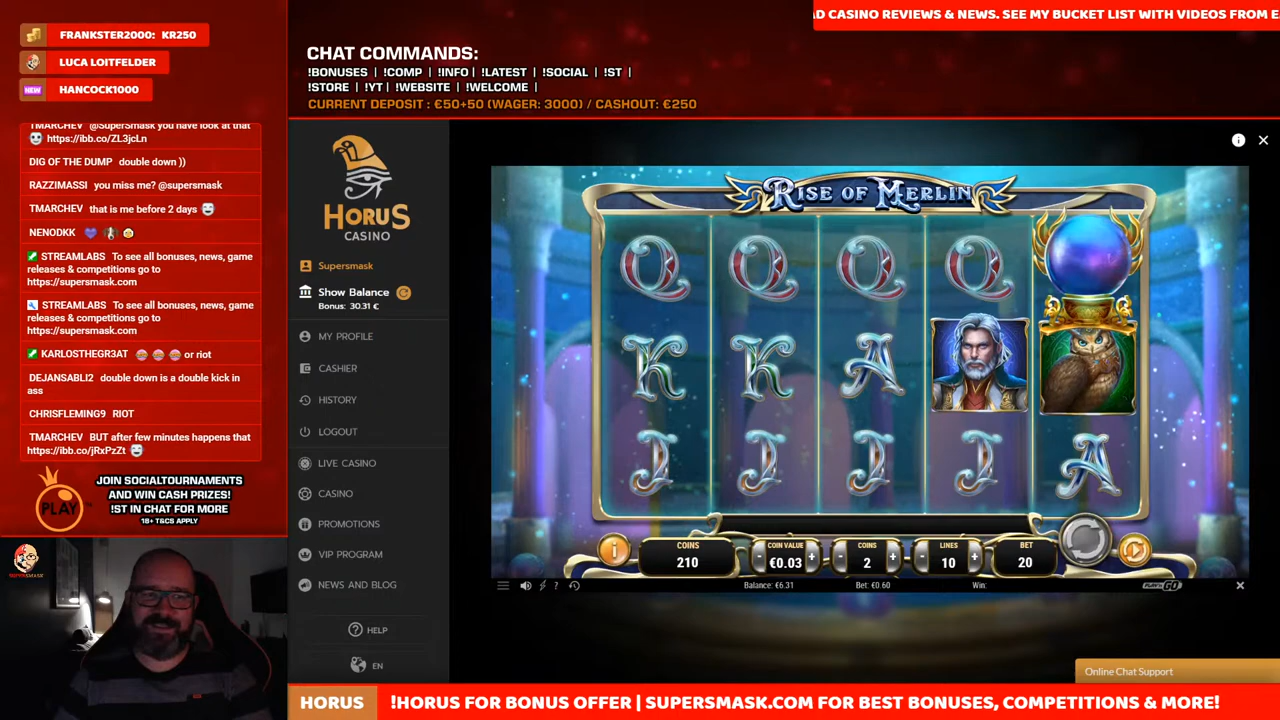 FRANKSTER2000: KR250
LUCA LOITFELDER
NEW
HANCOCK1000
TMARCHEV @SuperSmask you have look at that
https://ibb.co/ZL3jcLn
DIG OF THE DUMP double down ))
RAZZIMASSI you miss me? @supersmask
TMARCHEV that is me before 2 days
NENODKK
STREAMLABS To see all bonuses, news, game
releases & competitions go to
https://supersmask.com
STREAMLABS To see all bonuses, news, game
releases & competitions go to
https://supersmask.com
KARLOSTHEGR3AT or riot
DEJANSABLI2 double down is a double kick in
ass
CHRISFLEMING9 RIOT
TMARCHEV BUT after few minutes happens that
https://ibb.co/jRxPzZt
PLAY
JOIN SOCIALTOURNAMENTS
AND WIN CASH PRIZES!
!ST IN CHAT FOR MORE
18+ T&CS APPLY
SUPERSMASK
AD CASINO REVIEWS & NEWS. SEE MY BUCKET LIST WITH VIDEOS FROM E
CHAT COMMANDS:
!BONUSES | !COMP | !INFO | !LATEST | !SOCIAL | !ST |
!STORE | !YT | !WEBSITE | !WELCOME |
CURRENT DEPOSIT : €50+50 (WAGER: 3000) / CASHOUT: €250
HORUS
CASINO
Supersmask
Show Balance
Bonus: 30.31 €
MY PROFILE
CASHIER
HISTORY
LOGOUT
LIVE CASINO
CASINO
PROMOTIONS
VIP PROGRAM
NEWS AND BLOG
HELP
EN
RISE OF MERLIN
Q Q Q Q
K K A
J J J J A
COINS
210
COIN VALUE
- €0.03 +
COINS
- 2 +
LINES
- 10 +
BET
20
Balance: €6.31
Bet: €0.60
Win:
PLAY'N GO
Online Chat Support
HORUS
!HORUS FOR BONUS OFFER | SUPERSMASK.COM FOR BEST BONUSES, COMPETITIONS & MORE!